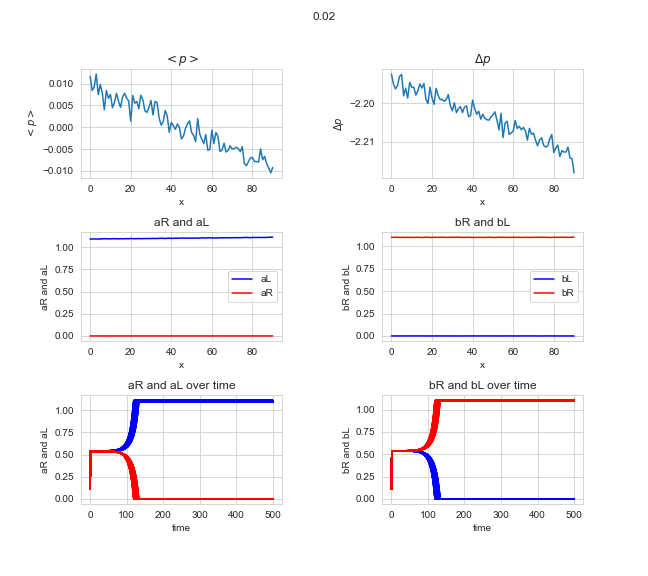 0.02
< p >
Δp
0.010
0.005
0.000
−0.005
−0.010
< p >
0 20 40 60 80
x
−2.20
−2.21
Δp
0 20 40 60 80
x
aR and aL
bR and bL
1.00
0.75
0.50
0.25
0.00
aR and aL
aL
aR
0 20 40 60 80
x
1.00
0.75
0.50
0.25
0.00
bR and bL
bL
bR
0 20 40 60 80
x
aR and aL over time
bR and bL over time
1.00
0.75
0.50
0.25
0.00
aR and aL
0 100 200 300 400 500
time
1.00
0.75
0.50
0.25
0.00
bR and bL
0 100 200 300 400 500
time